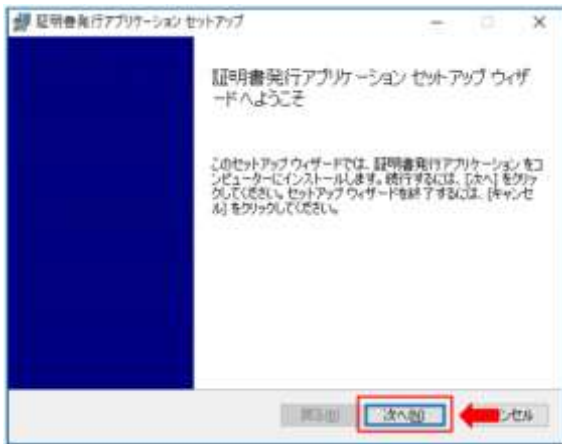 証明書発行アプリケーション セットアップ
証明書発行アプリケーション セットアップ ウィザ
ードへようこそ
このセットアップ ウィザードでは、証明書発行アプリケーション をコ
ンピューターにインストールします。続行するには、[次へ] をクリッ
クしてください。セットアップ ウィザードを終了するには、[キャンセ
ル] をクリックしてください。
戻る(B)
次へ(N)
ンセル